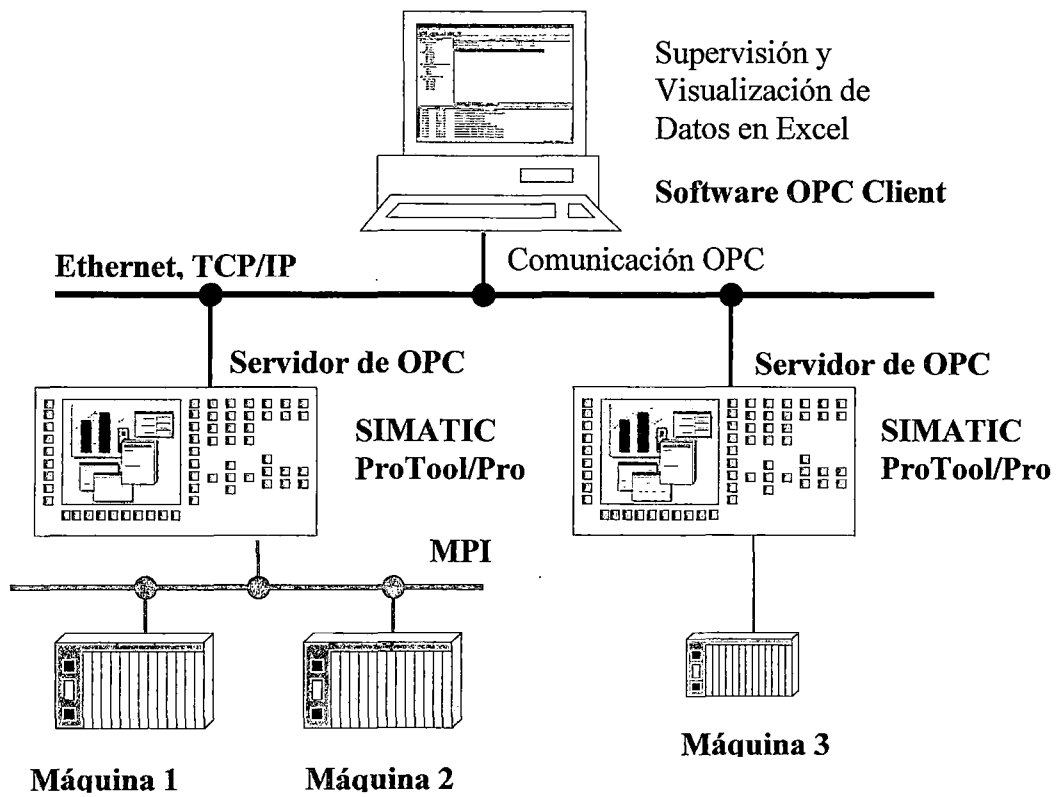 Supervisión y
Visualización de
Datos en Excel
Software OPC Client
Ethernet, TCP/IP
Comunicación OPC
Servidor de OPC
Servidor de OPC
SIMATIC
ProTool/Pro
SIMATIC
ProTool/Pro
MPI
Máquina 1
Máquina 2
Máquina 3